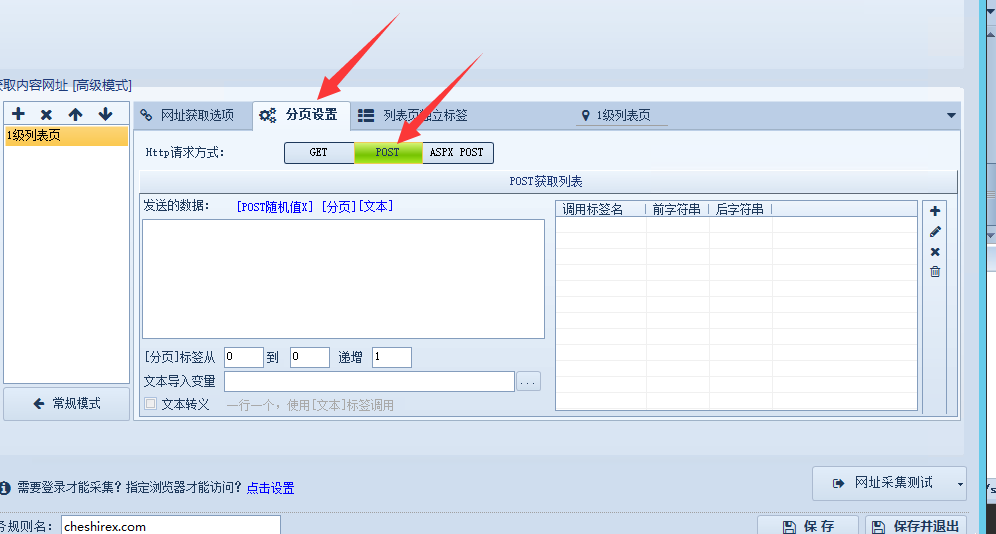 获取内容网址 [高级模式]
网址获取选项 分页设置 列表页独立标签 1级列表页
1级列表页
Http请求方式: GET POST ASPX POST
POST获取列表
发送的数据: [POST随机值X] [分页][文本]
调用标签名 前字符串 后字符串
[分页]标签从 0 到 0 递增 1
文本导入变量 ...
文本转义 一行一个，使用[文本]标签调用
常规模式
需要登录才能采集？指定浏览器才能访问？点击设置
网址采集测试
务规则名: cheshirex.com
保 存 保存并退出